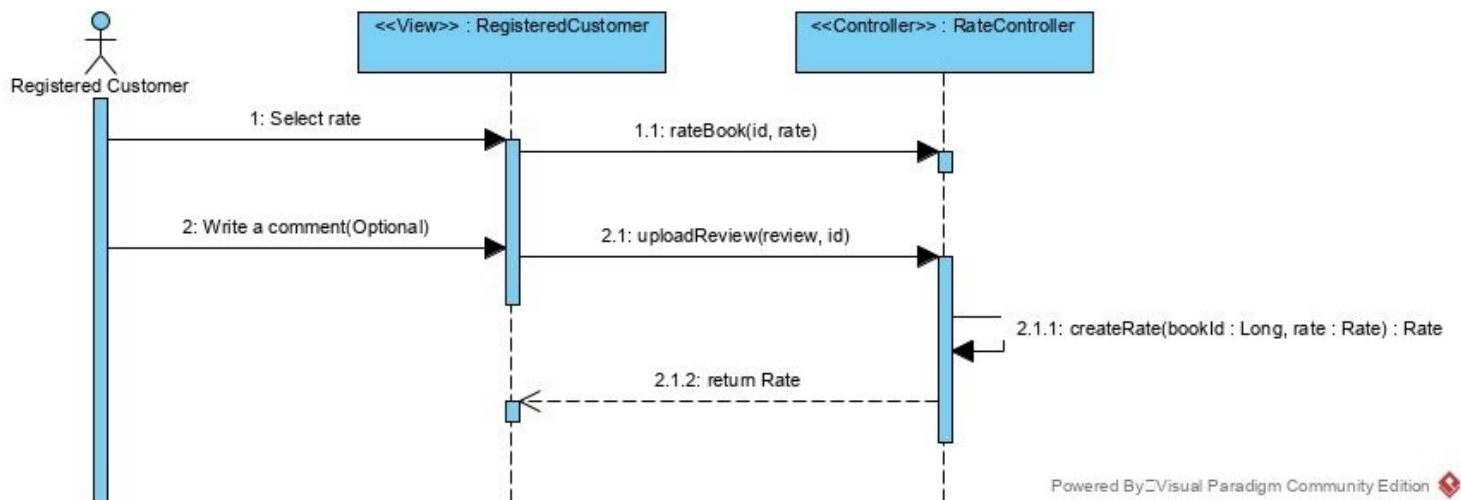 <<View>> : RegisteredCustomer
<<Controller>> : RateController
Registered Customer
1: Select rate
1.1: rateBook(id, rate)
2: Write a comment(Optional)
2.1: uploadReview(review, id)
2.1.1: createRate(bookId : Long, rate : Rate) : Rate
2.1.2: return Rate
Powered By Visual Paradigm Community Edition